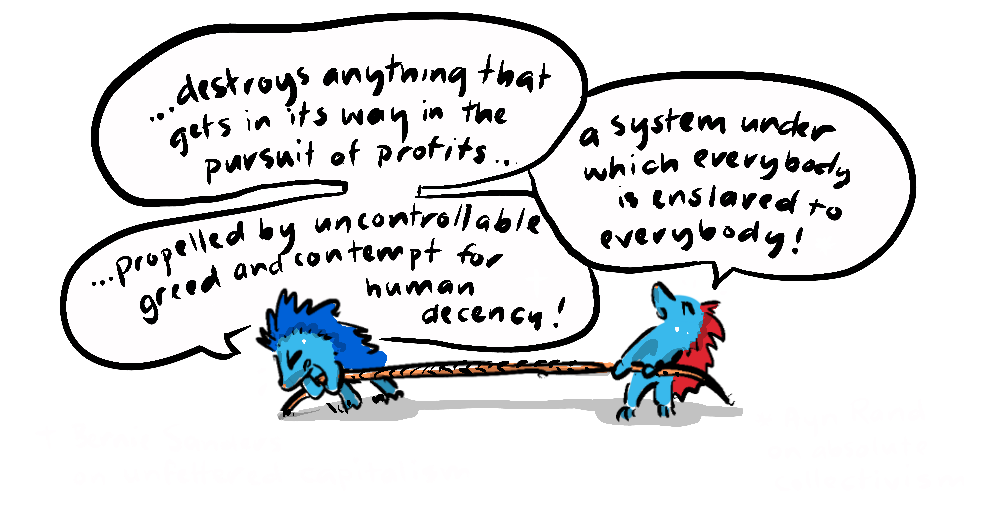 ...destroys anything that
gets in its way in the
pursuit of profits...
...propelled by uncontrollable
greed and contempt for
human
decency!
a system under
which everybody
is enslaved to
everybody!